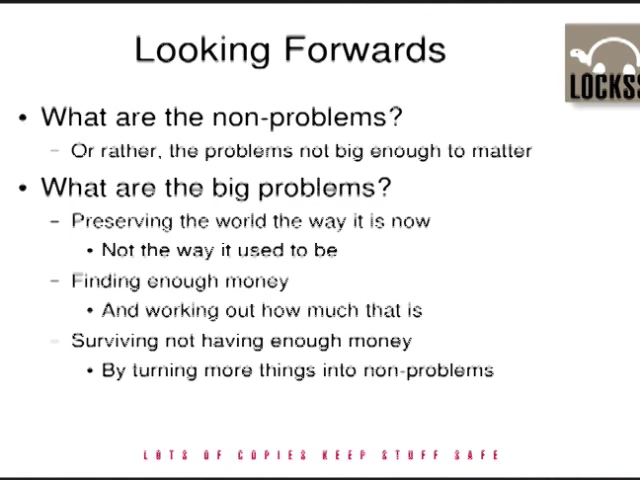 Looking Forwards
LOCKSS
• What are the non-problems?
– Or rather, the problems not big enough to matter
• What are the big problems?
– Preserving the world the way it is now
• Not the way it used to be
– Finding enough money
• And working out how much that is
– Surviving not having enough money
• By turning more things into non-problems
LOTS OF COPIES KEEP STUFF SAFE